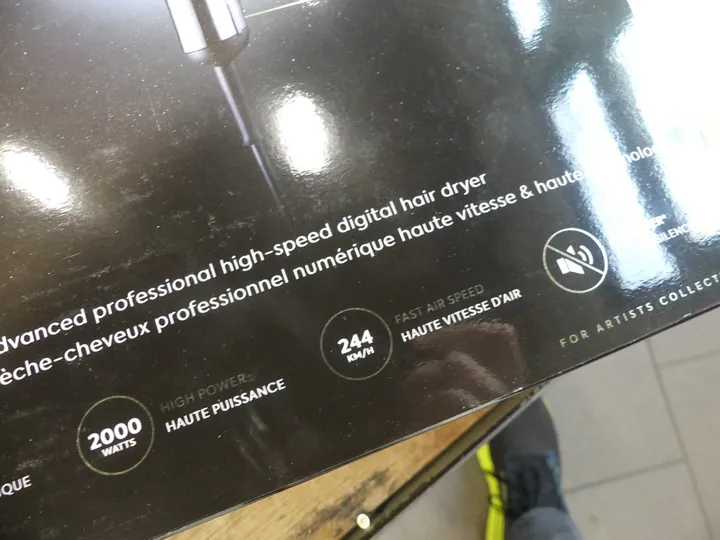 dvanced professional high-speed digital hair dryer
èche-cheveux professionnel numérique haute vitesse & haute
FAST AIR SPEED
HAUTE VITESSE D'AIR
244
KM/H
HIGH POWER
HAUTE PUISSANCE
2000
WATTS
IQUE
FOR ARTISTS COLLECT